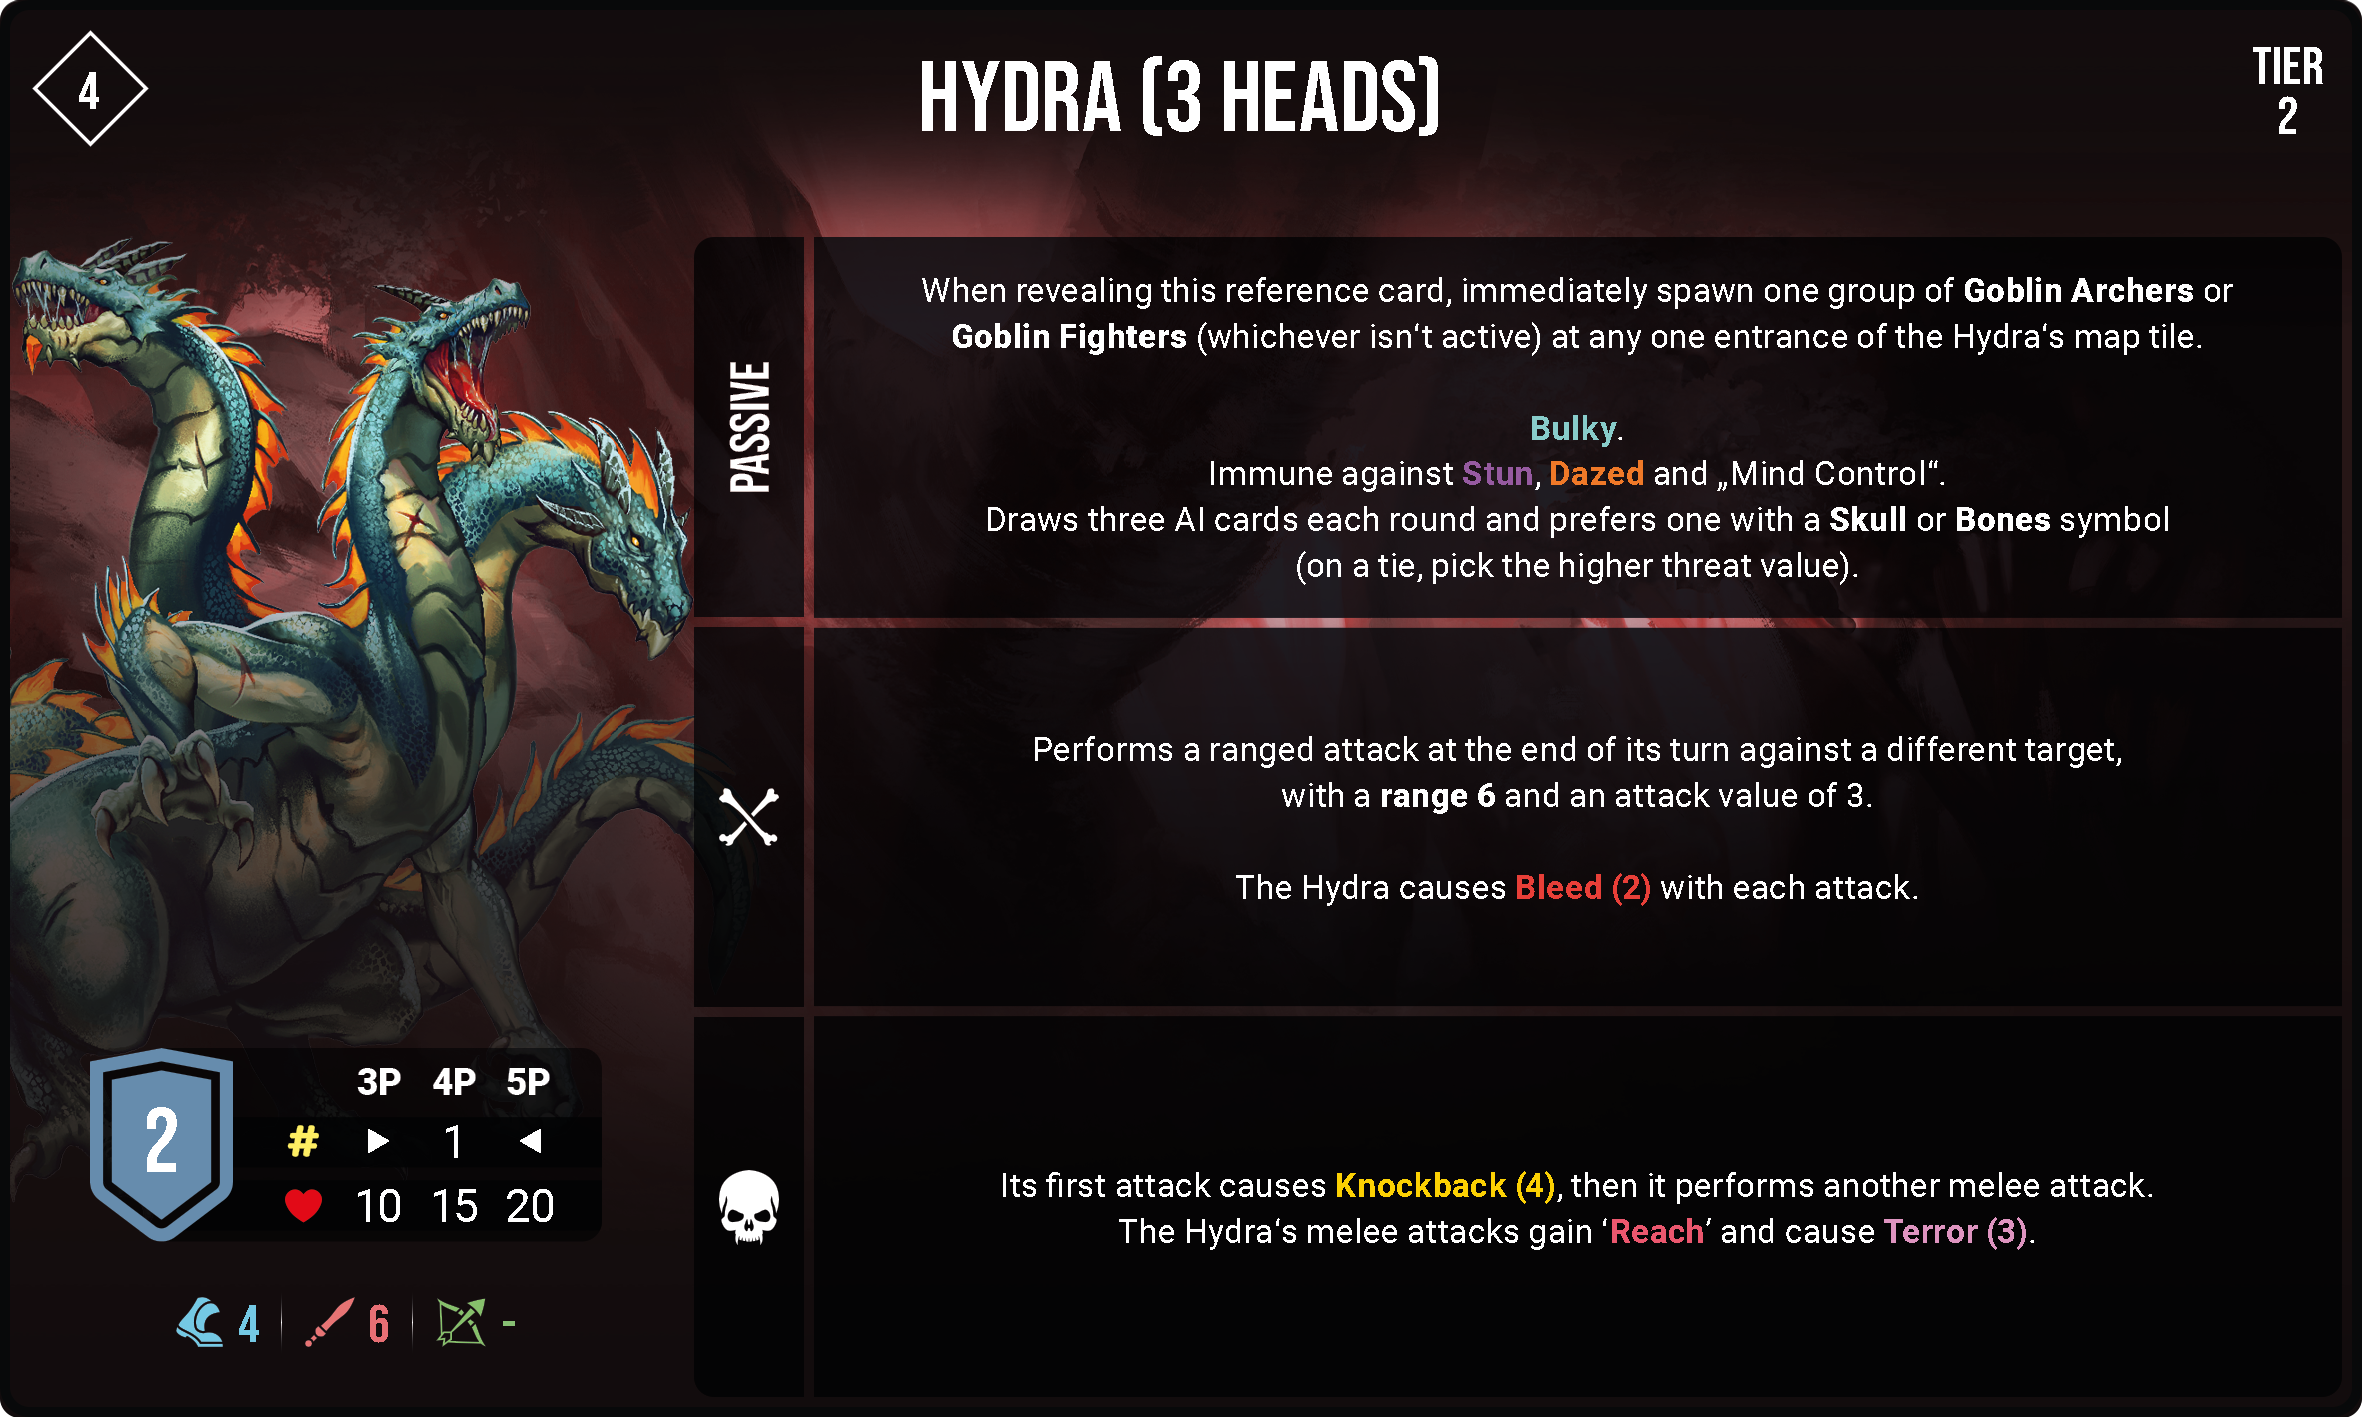 4
HYDRA (3 HEADS)
TIER
2
PASSIVE
When revealing this reference card, immediately spawn one group of Goblin Archers or
Goblin Fighters (whichever isn‘t active) at any one entrance of the Hydra‘s map tile.
Bulky.
Immune against Stun, Dazed and „Mind Control“.
Draws three AI cards each round and prefers one with a Skull or Bones symbol
(on a tie, pick the higher threat value).
Performs a ranged attack at the end of its turn against a different target,
with a range 6 and an attack value of 3.
The Hydra causes Bleed (2) with each attack.
Its first attack causes Knockback (4), then it performs another melee attack.
The Hydra‘s melee attacks gain ‘Reach’ and cause Terror (3).
2
3P 4P 5P
# ▶ 1 ◀
10 15 20
4 6 -